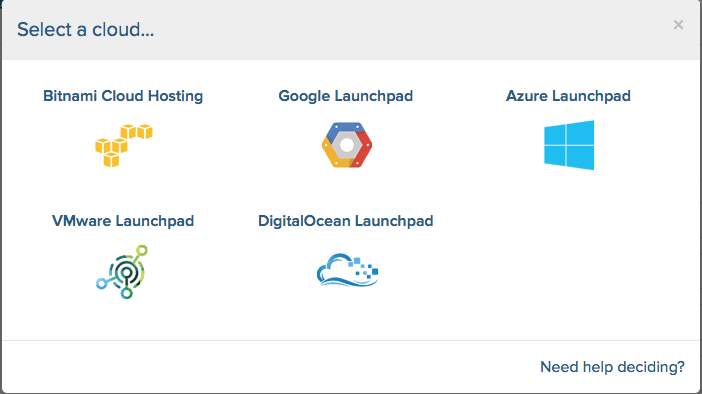 Select a cloud...
×
Bitnami Cloud Hosting
Google Launchpad
Azure Launchpad
VMware Launchpad
DigitalOcean Launchpad
Need help deciding?